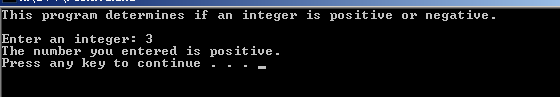 This program determines if an integer is positive or negative.
Enter an integer: 3
The number you entered is positive.
Press any key to continue . . . _